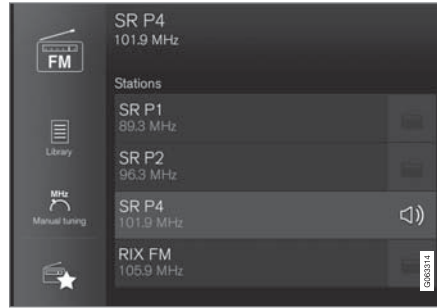 SR P4
101.9 MHz
FM
Stations
SR P1
89.3 MHz
Library
SR P2
96.3 MHz
MHz
Manual tuning
SR P4
101.9 MHz
RIX FM
105.9 MHz
G063314